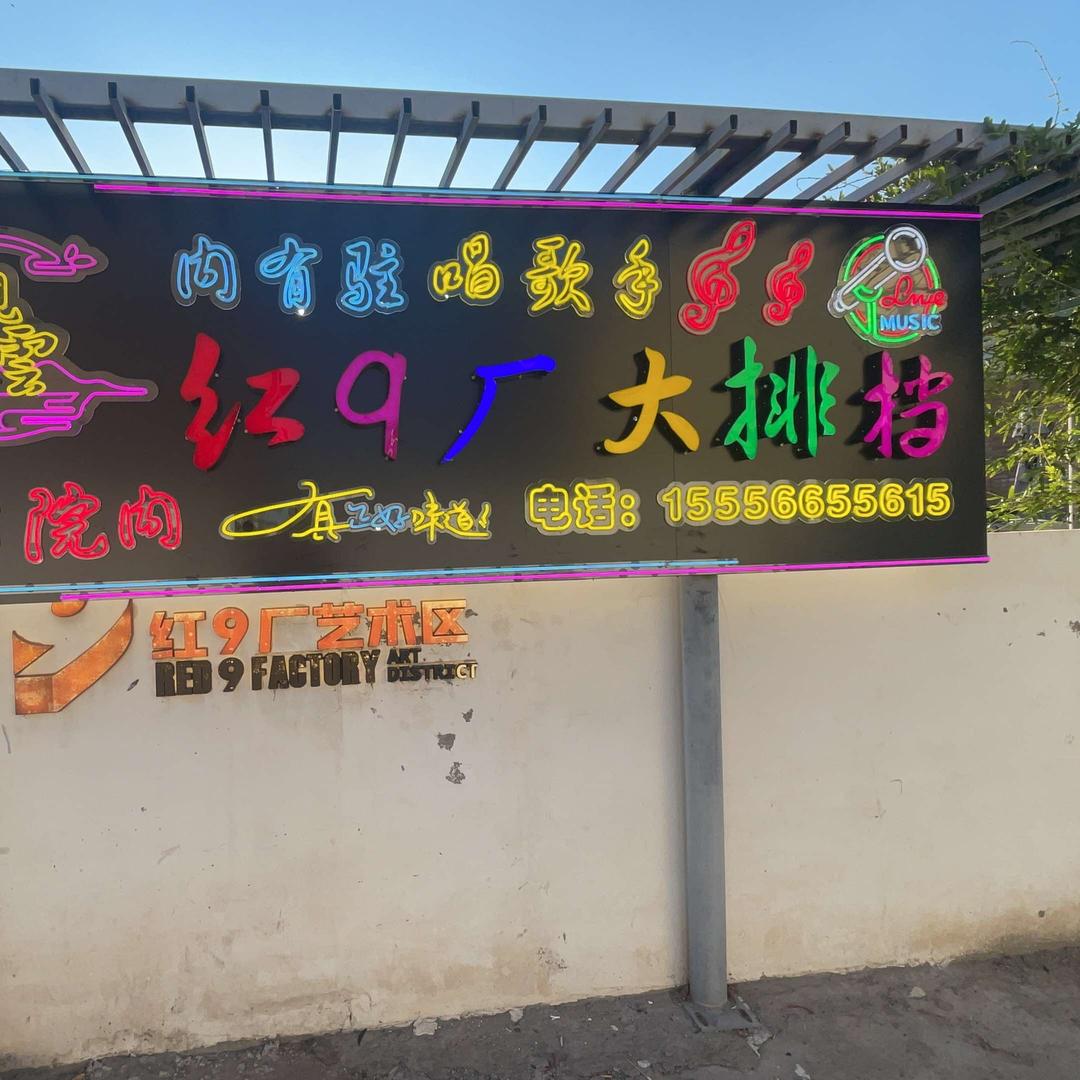 内有驻唱歌手
Live
MUSIC
红9厂大排档
院内
真正好味道!
电话：15556655615
红9厂艺术区
RED 9 FACTORY ART DISTRICT